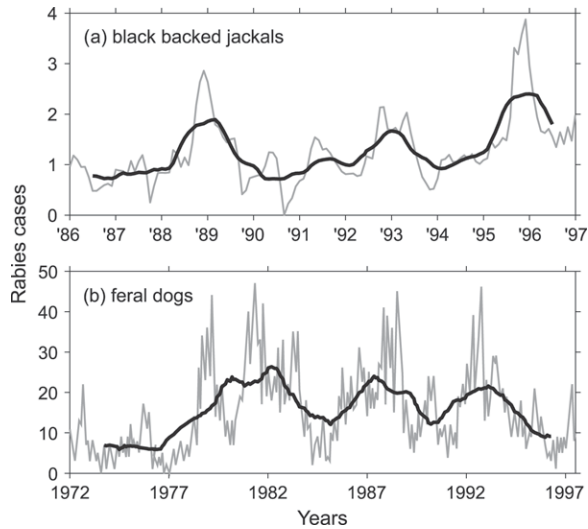 (a) black backed jackals
4
3
2
1
0
'86 '87 '88 '89 '90 '91 '92 '93 '94 '95 '96 '97
Rabies cases
(b) feral dogs
50
40
30
20
10
0
1972 1977 1982 1987 1992 1997
Years